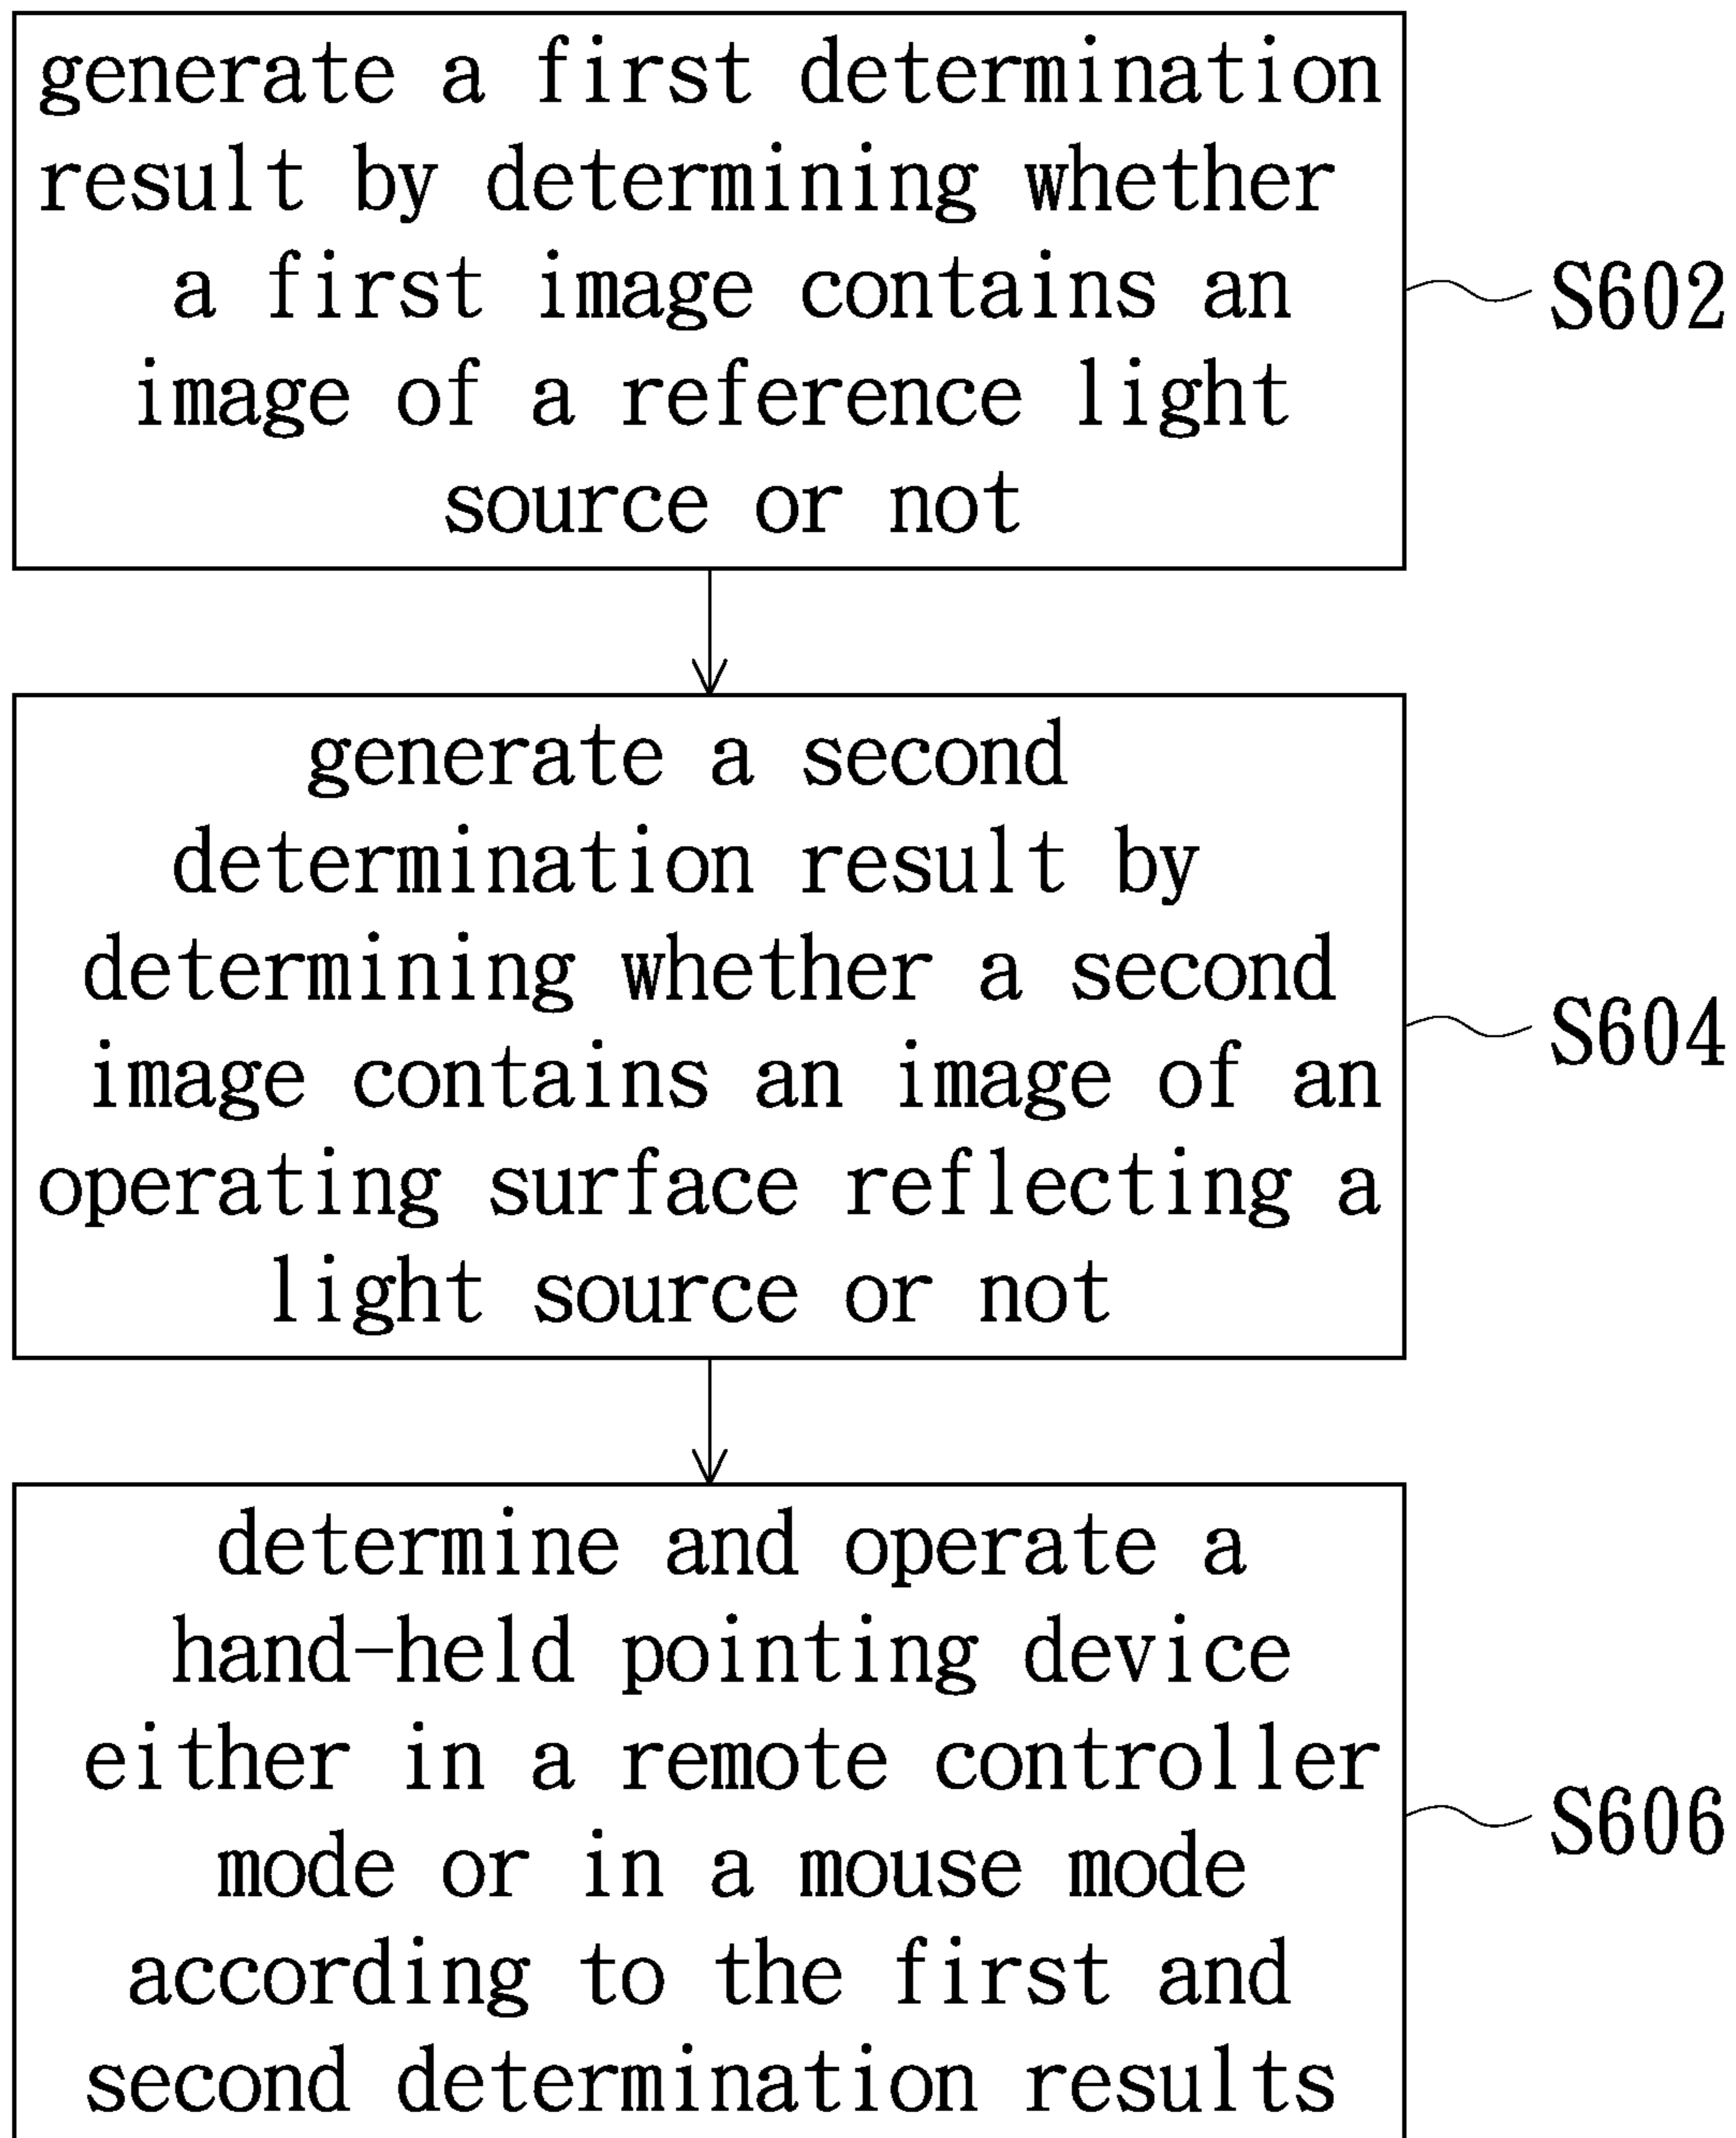 generate a first determination
result by determining whether
a first image contains an
image of a reference light
source or not
S602
generate a second
determination result by
determining whether a second
image contains an image of an
operating surface reflecting a
light source or not
S604
determine and operate a
hand-held pointing device
either in a remote controller
mode or in a mouse mode
according to the first and
second determination results
S606